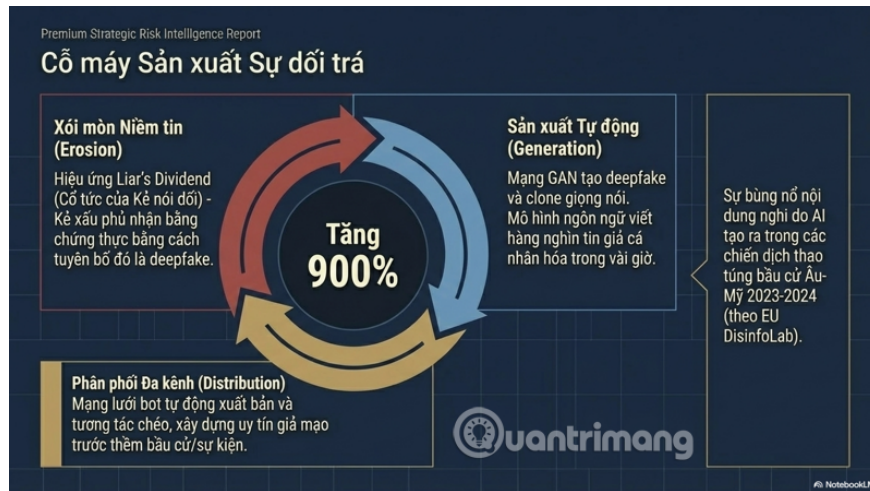 Premium Strategic Risk Intelligence Report
Cỗ máy Sản xuất Sự dối trá
Xói mòn Niềm tin
(Erosion)
Hiệu ứng Liar's Dividend
(Cổ tức của Kẻ nói dối) -
Kẻ xấu phủ nhận bằng
chứng thực bằng cách
tuyên bố đó là deepfake.
Tăng
900%
Sản xuất Tự động
(Generation)
Mạng GAN tạo deepfake
và clone giọng nói.
Mô hình ngôn ngữ viết
hàng nghìn tin giả cá
nhân hóa trong vài giờ.
Sự bùng nổ nội
dung nghi do AI
tạo ra trong các
chiến dịch thao
túng bầu cử Âu-
Mỹ 2023-2024
(theo EU
DisinfoLab).
Phân phối Đa kênh (Distribution)
Mạng lưới bot tự động xuất bản và
tương tác chéo, xây dựng uy tín giả mạo
trước thềm bầu cử/sự kiện.
Quantrimang
NotebookLM